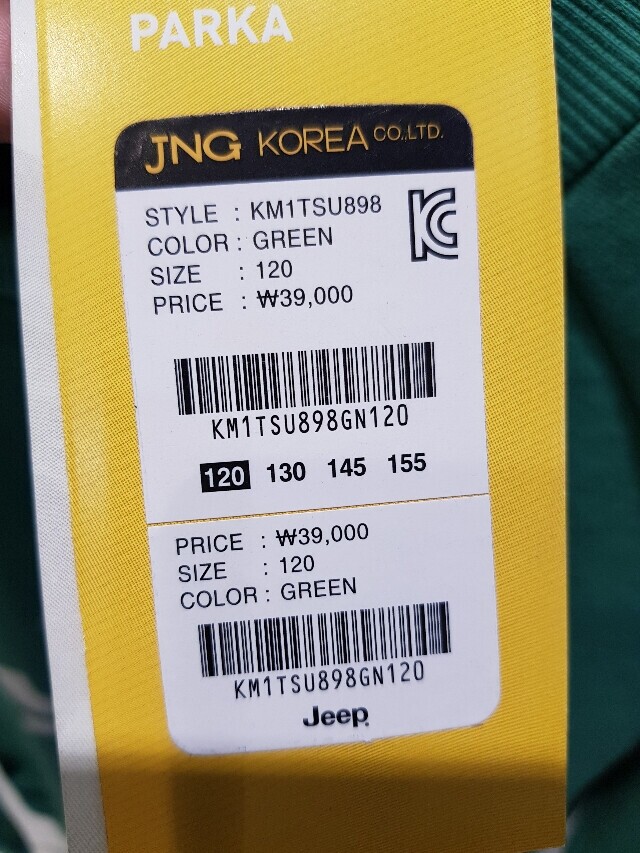 PARKA
JNG KOREA CO.,LTD.
STYLE : KM1TSU898
COLOR : GREEN
SIZE : 120
PRICE : ₩39,000
KM1TSU898GN120
120 130 145 155
PRICE : ₩39,000
SIZE : 120
COLOR : GREEN
KM1TSU898GN120
Jeep